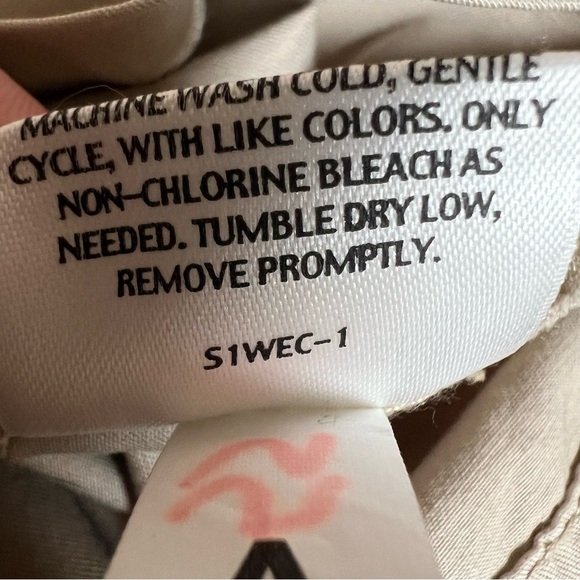 MACHINE WASH COLD, GENTLE
CYCLE, WITH LIKE COLORS. ONLY
NON-CHLORINE BLEACH AS
NEEDED. TUMBLE DRY LOW,
REMOVE PROMPTLY.
S1WEC-1